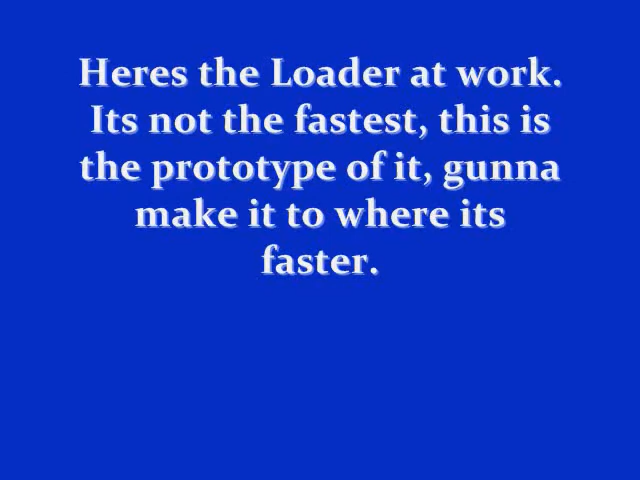 Heres the Loader at work.
Its not the fastest, this is
the prototype of it, gunna
make it to where its
faster.